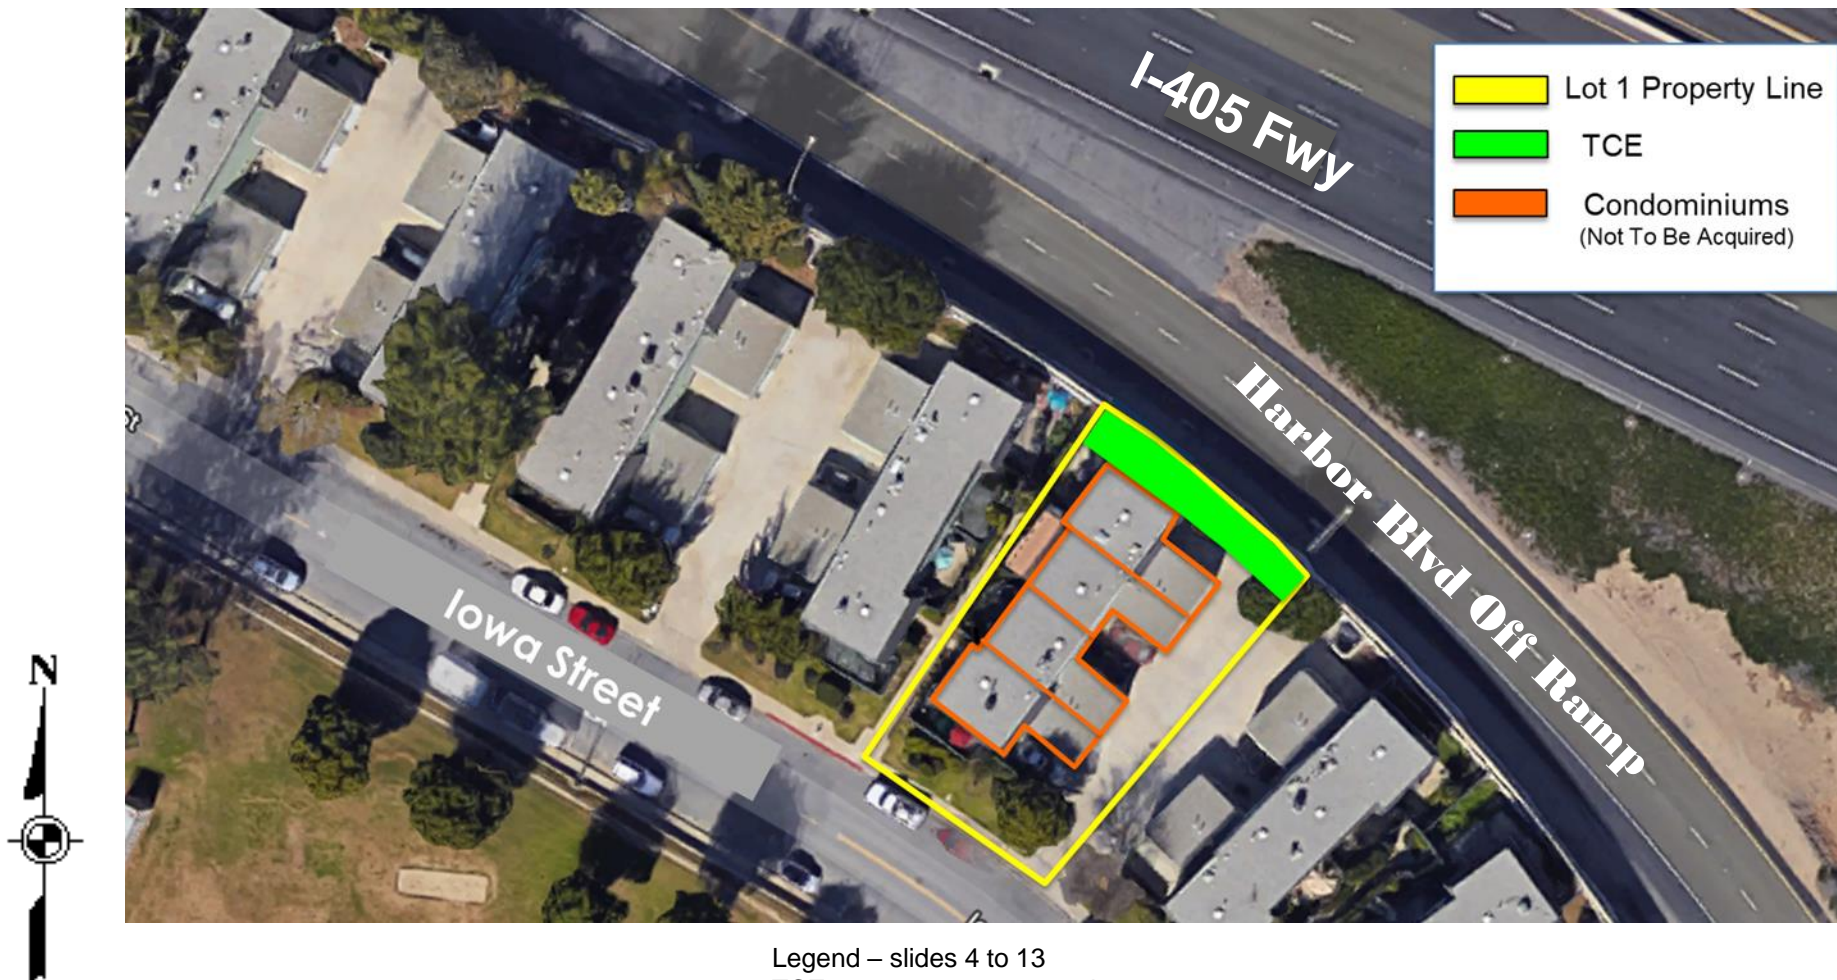 I-405 Fwy
Lot 1 Property Line
TCE
Condominiums
(Not To Be Acquired)
Harbor Blvd Off Ramp
St
Iowa Street
N
Legend – slides 4 to 13